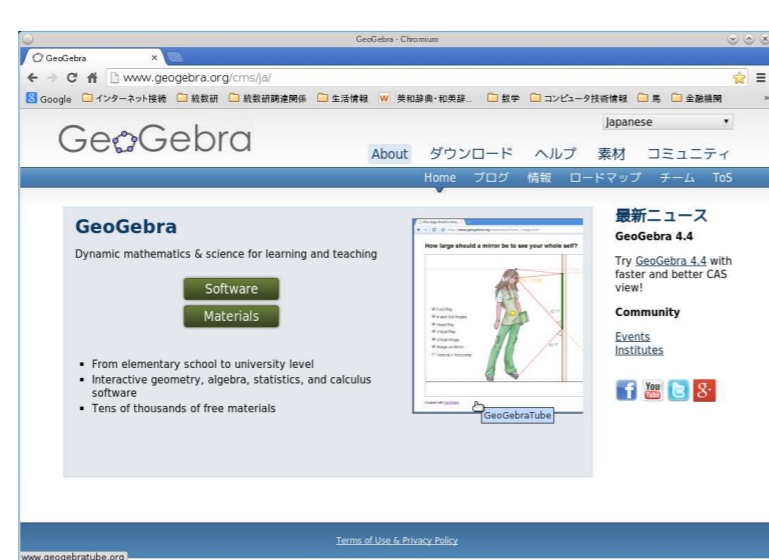 GeoGebra - Chromium
GeoGebra ×
www.geogebra.org/cms/ja/
Google インターネット接続 統数研 統数研調達関係 生活情報 W 英和辞典・和英辞... 数学 コンピュータ技術情報 馬 金融機関 »
Japanese
GeoGebra
About ダウンロード ヘルプ 素材 コミュニティ
Home ブログ 情報 ロードマップ チーム ToS
GeoGebra
Dynamic mathematics & science for learning and teaching
Software
Materials
From elementary school to university level
Interactive geometry, algebra, statistics, and calculus
software
Tens of thousands of free materials
How large should a mirror be to see your whole self?
GeoGebraTube
最新ニュース
GeoGebra 4.4
Try GeoGebra 4.4 with
faster and better CAS
view!
Community
Events
Institutes
f You Tube t g+
Terms of Use & Privacy Policy
www.geogebratube.org